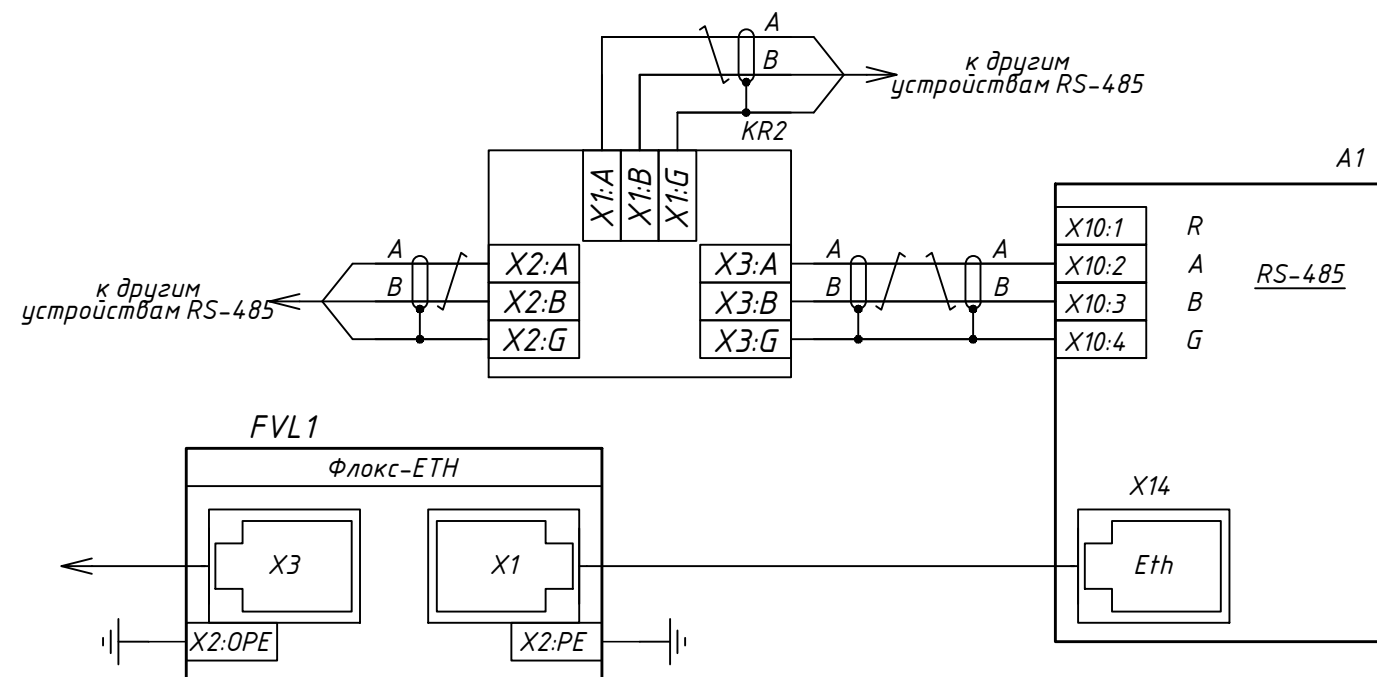 A
B
к другим
устройствам RS-485
KR2
A1
X1:A
X1:B
X1:G
X10:1 R
A
B
X2:A
X2:B
X2:G
к другим
устройствам RS-485
X3:A
X3:B
X3:G
A A
B B
X10:2 A
X10:3 B
X10:4 G
RS-485
FVL1
Флокс-ETH
X3
X1
X14
Eth
X2:OPE
X2:PE